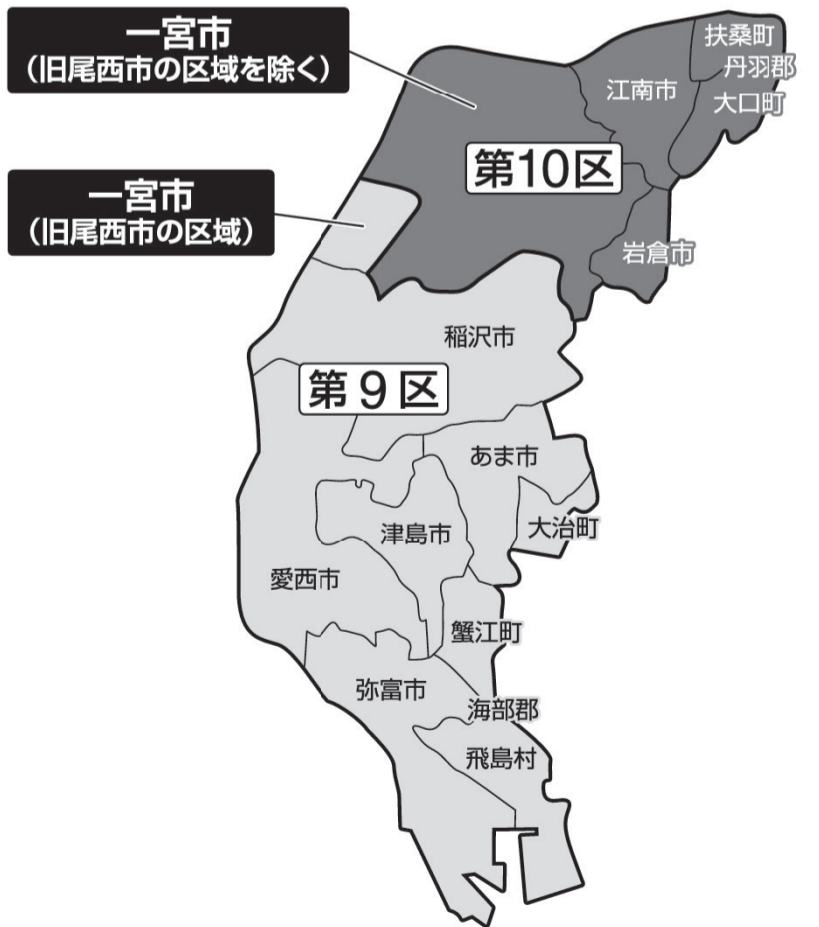 一宮市
（旧尾西市の区域を除く）
扶桑町
丹羽郡
江南市
大口町
第10区
一宮市
（旧尾西市の区域）
岩倉市
稲沢市
第9区
あま市
大治町
津島市
愛西市
蟹江町
弥富市
海部郡
飛島村